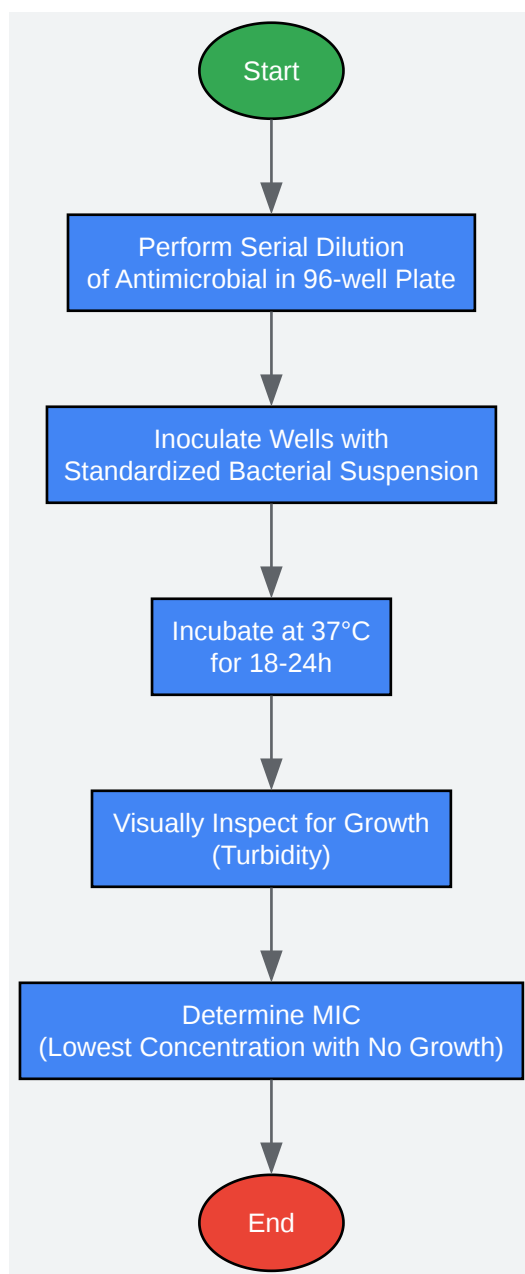 Start
Perform Serial Dilution
of Antimicrobial in 96-well Plate
Inoculate Wells with
Standardized Bacterial Suspension
Incubate at 37°C
for 18-24h
Visually Inspect for Growth
(Turbidity)
Determine MIC
(Lowest Concentration with No Growth)
End